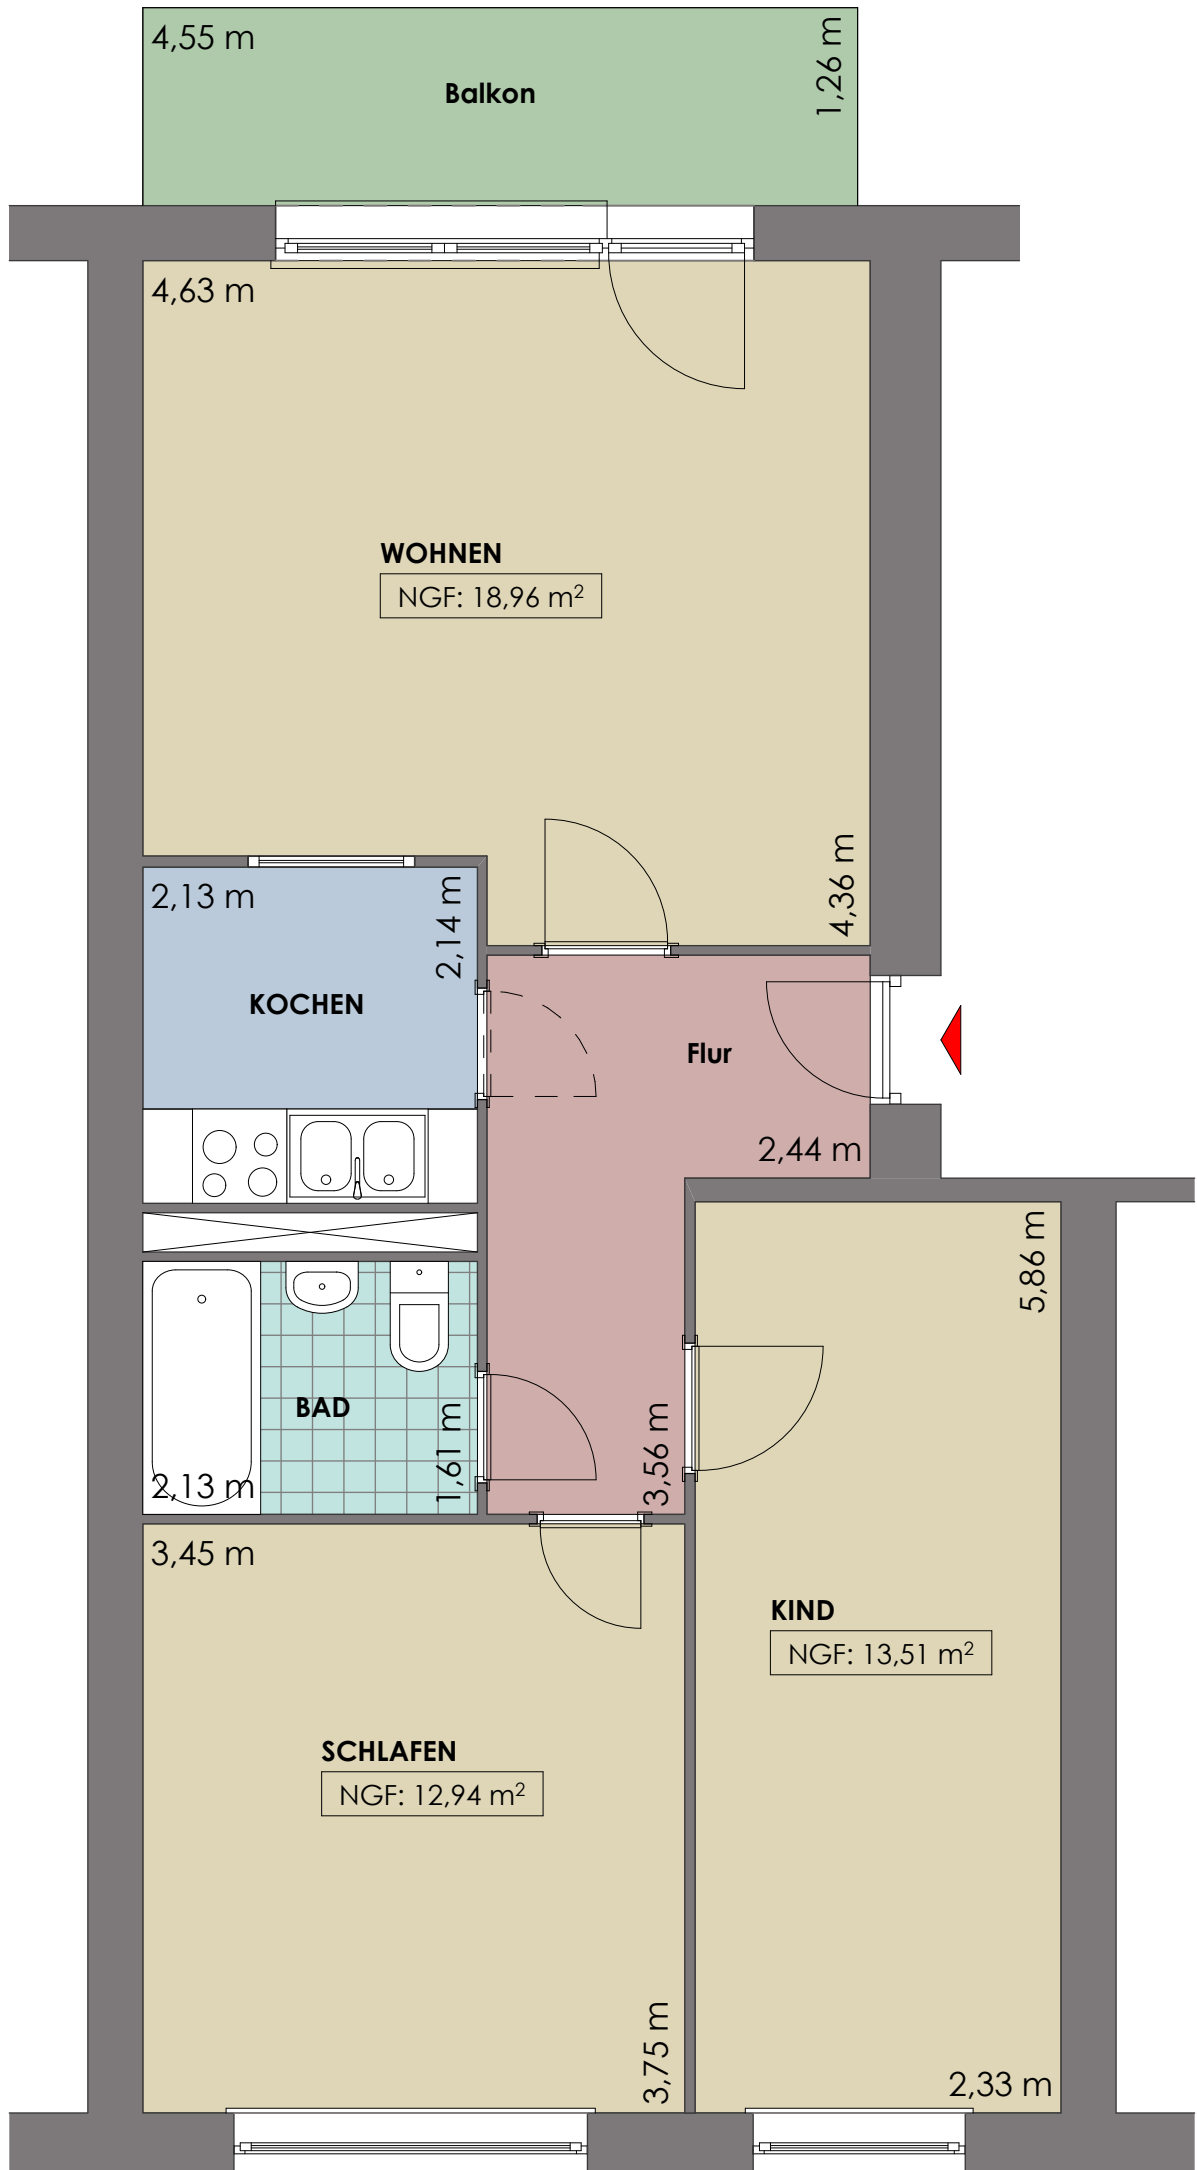 4,55 m
1,26 m
Balkon
4,63 m
WOHNEN
NGF: 18,96 m²
4,36 m
2,13 m
2,14 m
KOCHEN
Flur
2,44 m
5,86 m
BAD
2,13 m
1,61 m
3,56 m
3,45 m
KIND
NGF: 13,51 m²
SCHLAFEN
NGF: 12,94 m²
3,75 m
2,33 m